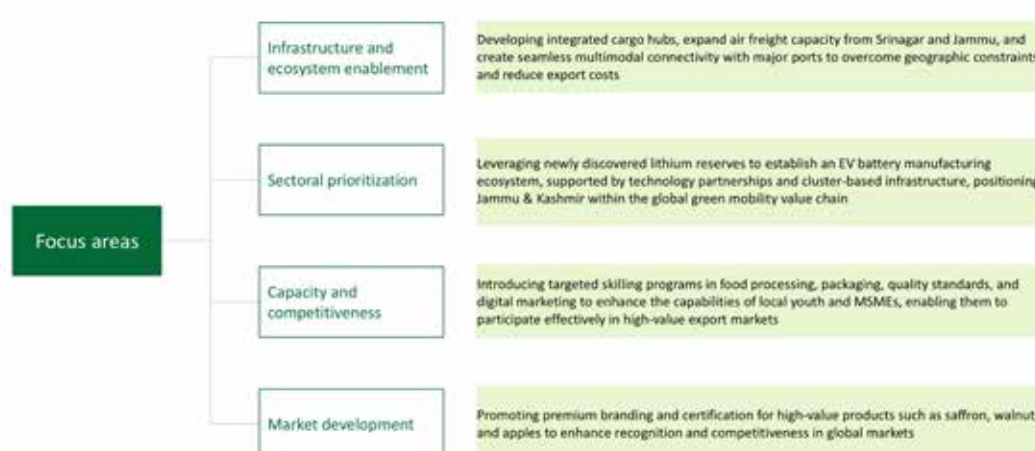 Focus areas
Infrastructure and
ecosystem enablement
Developing integrated cargo hubs, expand air freight capacity from Srinagar and Jammu, and
create seamless multimodal connectivity with major ports to overcome geographic constraints
and reduce export costs
Sectoral prioritization
Leveraging newly discovered lithium reserves to establish an EV battery manufacturing
ecosystem, supported by technology partnerships and cluster-based infrastructure, positioning
Jammu & Kashmir within the global green mobility value chain
Capacity and
competitiveness
Introducing targeted skilling programs in food processing, packaging, quality standards, and
digital marketing to enhance the capabilities of local youth and MSMEs, enabling them to
participate effectively in high-value export markets
Market development
Promoting premium branding and certification for high-value products such as saffron, walnut
and apples to enhance recognition and competitiveness in global markets